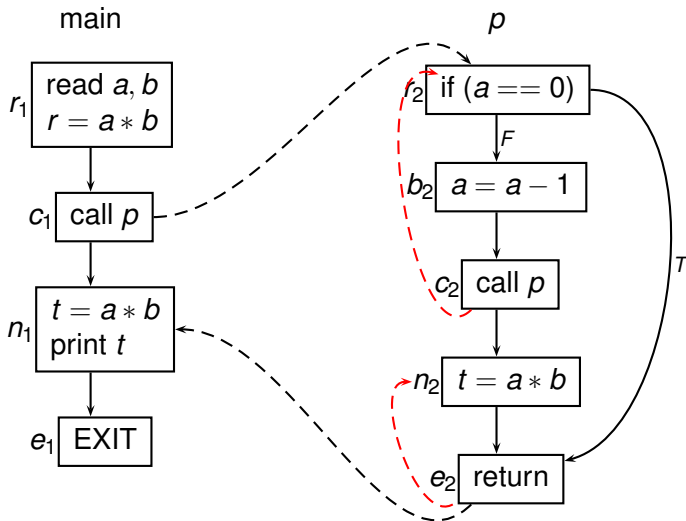 main
r₁ read a, b
r = a ∗ b
c₁ call p
n₁ t = a ∗ b
print t
e₁ EXIT
p
r₂ if (a == 0)
F
T
b₂ a = a − 1
c₂ call p
n₂ t = a ∗ b
e₂ return